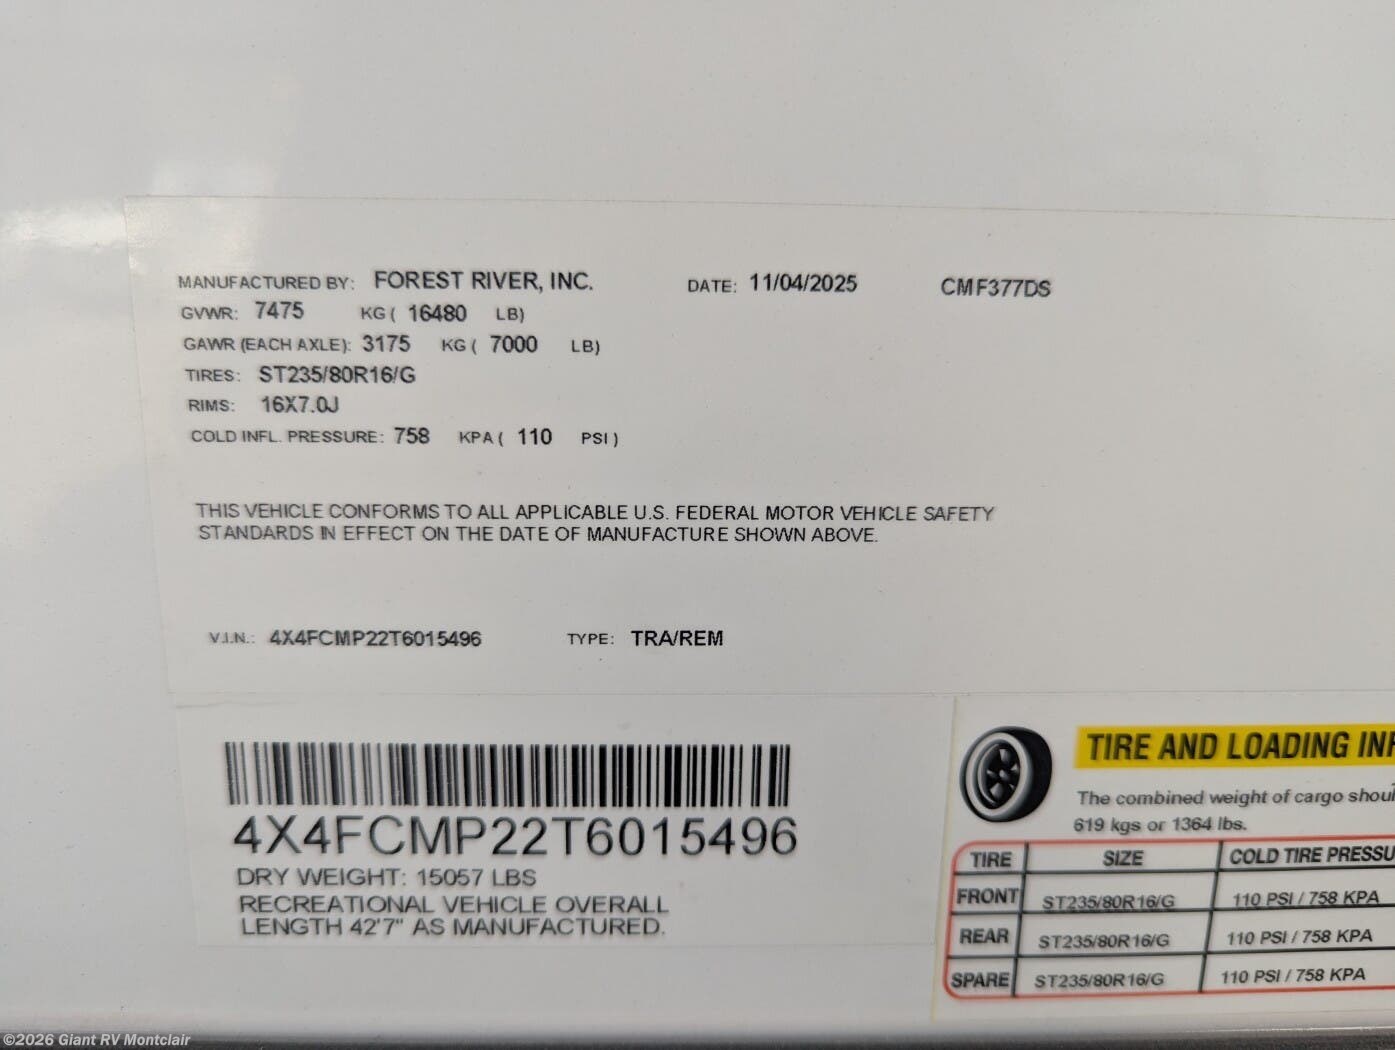 MANUFACTURED BY: FOREST RIVER, INC. DATE: 11/04/2025 CMF377DS
GVWR: 7475 KG ( 16480 LB)
GAWR (EACH AXLE): 3175 KG ( 7000 LB)
TIRES: ST235/80R16/G
RIMS: 16X7.0J
COLD INFL. PRESSURE: 758 KPA ( 110 PSI )
THIS VEHICLE CONFORMS TO ALL APPLICABLE U.S. FEDERAL MOTOR VEHICLE SAFETY
STANDARDS IN EFFECT ON THE DATE OF MANUFACTURE SHOWN ABOVE.
V.I.N.: 4X4FCMP22T6015496 TYPE: TRA/REM
4X4FCMP22T6015496
DRY WEIGHT: 15057 LBS
RECREATIONAL VEHICLE OVERALL
LENGTH 42'7" AS MANUFACTURED.
TIRE AND LOADING INF
The combined weight of cargo shoul
619 kgs or 1364 lbs.
TIRE SIZE COLD TIRE PRESSU
FRONT ST235/80R16/G 110 PSI / 758 KPA
REAR ST235/80R16/G 110 PSI / 758 KPA
SPARE ST235/80R16/G 110 PSI / 758 KPA
©2026 Giant RV Montclair